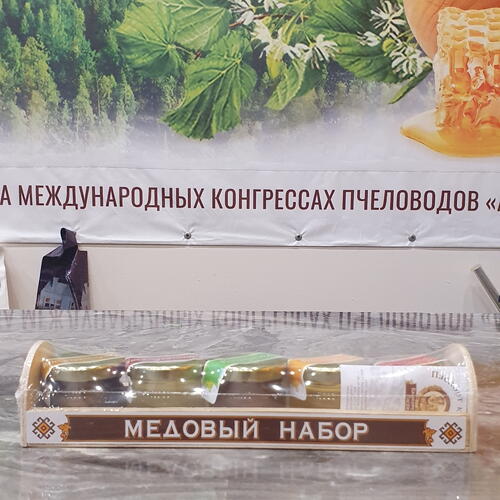 А МЕЖДУНАРОДНЫХ КОНГРЕССАХ ПЧЕЛОВОДОВ «А
МЕДОВЫЙ НАБОР